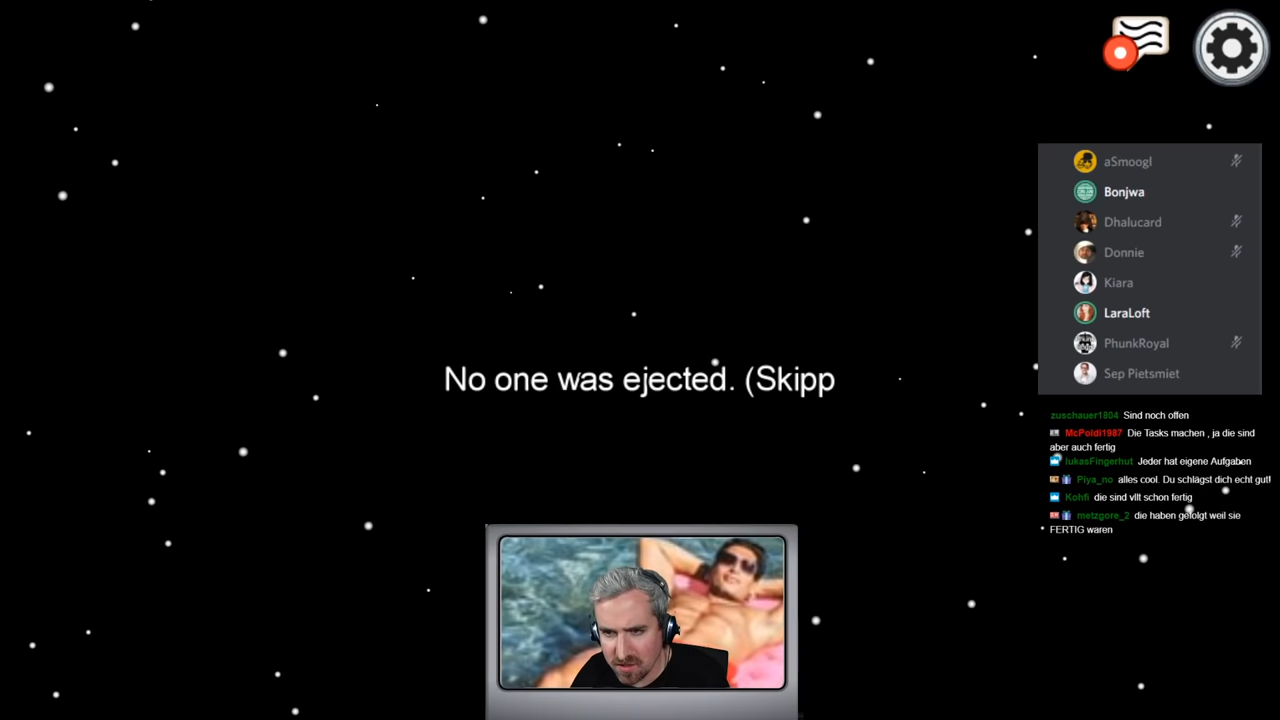 aSmoogl
Bonjwa
Dhalucard
Donnie
Kiara
LaraLoft
PhunkRoyal
Sep Pietsmiet
No one was ejected. (Skipp
zuschauer1804 Sind noch offen
McPoldi1987 Die Tasks machen , ja die sind
aber auch fertig
lukasFingerhut Jeder hat eigene Aufgaben
Piya_no alles cool. Du schlägst dich echt gut!
Kohfi die sind vllt schon fertig
metzgore_2 die haben gefolgt weil sie
FERTIG waren